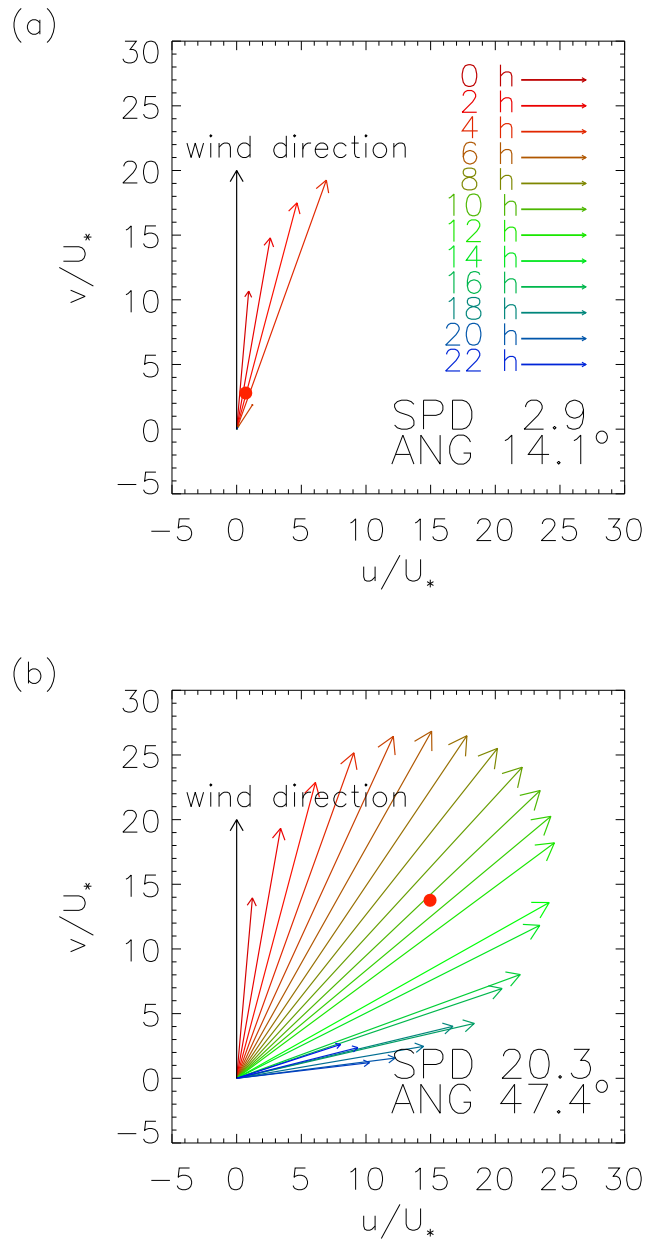 (a)
30
25
20
15
10
5
0
−5
v/U*
wind direction
0 h
2 h
4 h
6 h
8 h
10 h
12 h
14 h
16 h
18 h
20 h
22 h
SPD 2.9
ANG 14.1°
−5 0 5 10 15 20 25 30
u/U*
(b)
30
25
20
15
10
5
0
−5
v/U*
wind direction
SPD 20.3
ANG 47.4°
−5 0 5 10 15 20 25 30
u/U*